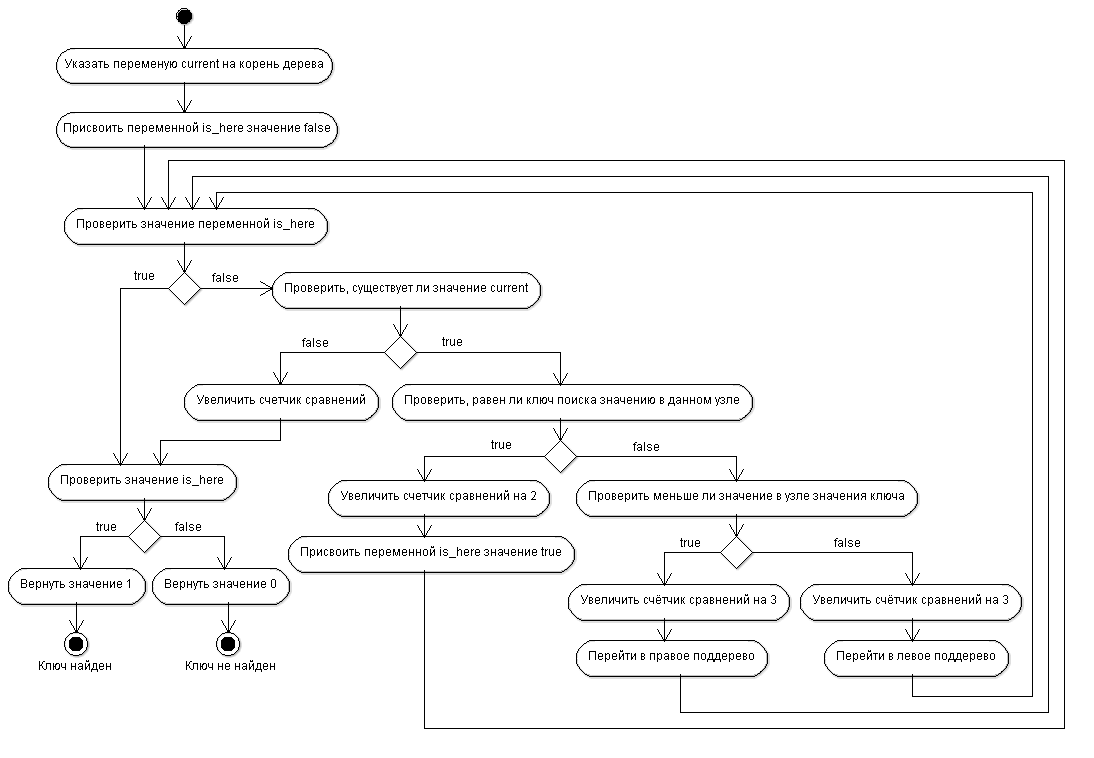 Указать переменую current на корень дерева
Присвоить переменной is_here значение false
Проверить значение переменной is_here
true
false
Проверить, существует ли значение current
false
true
Увеличить счетчик сравнений
Проверить, равен ли ключ поиска значению в данном узле
true
false
Проверить значение is_here
Увеличить счетчик сравнений на 2
Проверить меньше ли значение в узле значения ключа
true
false
Присвоить переменной is_here значение true
true
false
Вернуть значение 1
Вернуть значение 0
Увеличить счётчик сравнений на 3
Увеличить счётчик сравнений на 3
Ключ найден
Ключ не найден
Перейти в правое поддерево
Перейти в левое поддерево